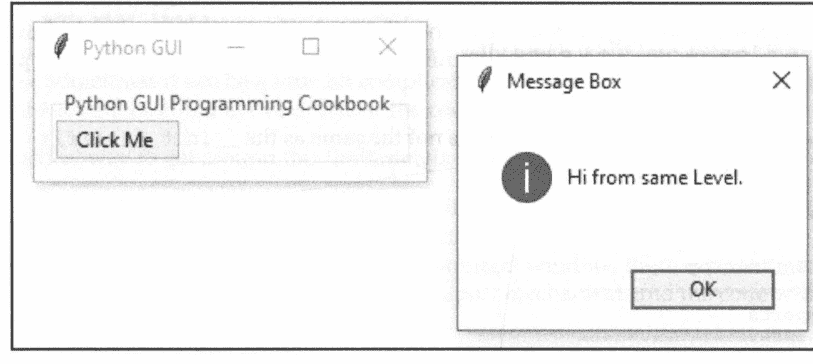 Python GUI
Python GUI Programming Cookbook
Click Me
Message Box
i
Hi from same Level.
OK